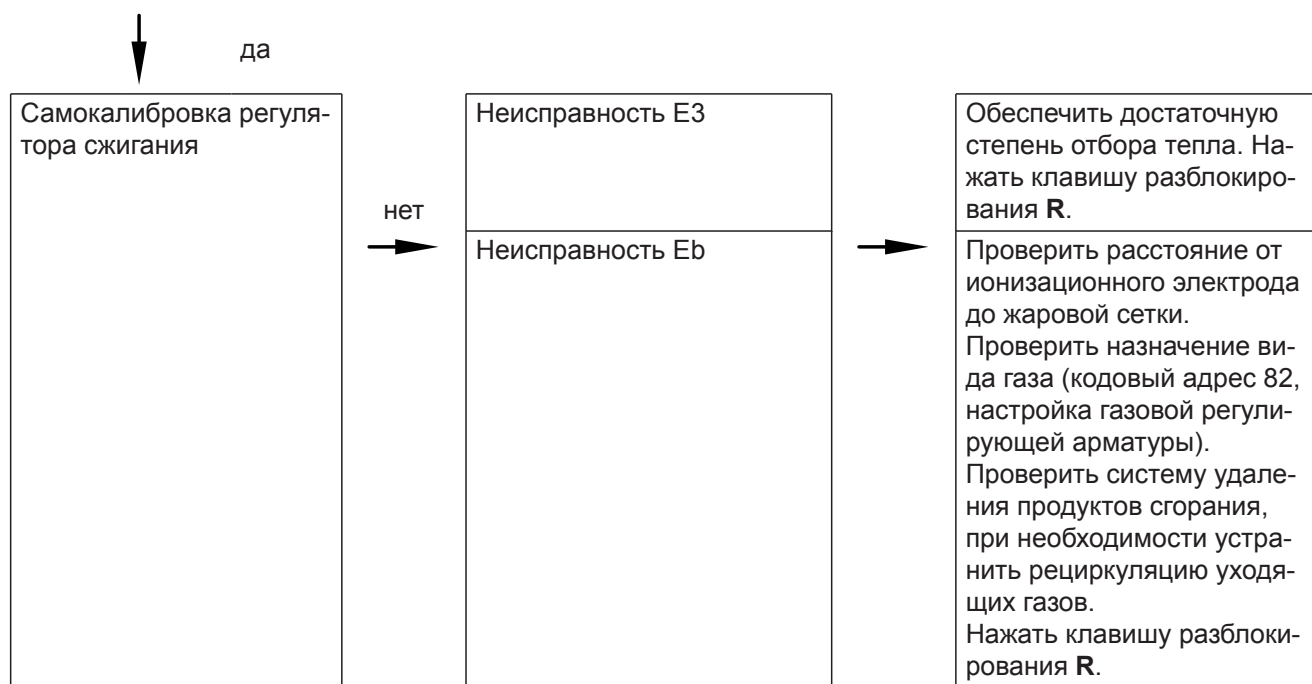 да
Самокалибровка регуля-
тора сжигания
нет
Неисправность E3
Обеспечить достаточную
степень отбора тепла. На-
жать клавишу разблокиро-
вания R.
Неисправность Eb
Проверить расстояние от
ионизационного электрода
до жаровой сетки.
Проверить назначение ви-
да газа (кодовый адрес 82,
настройка газовой регули-
рующей арматуры).
Проверить систему удале-
ния продуктов сгорания,
при необходимости устра-
нить рециркуляцию уходя-
щих газов.
Нажать клавишу разблоки-
рования R.